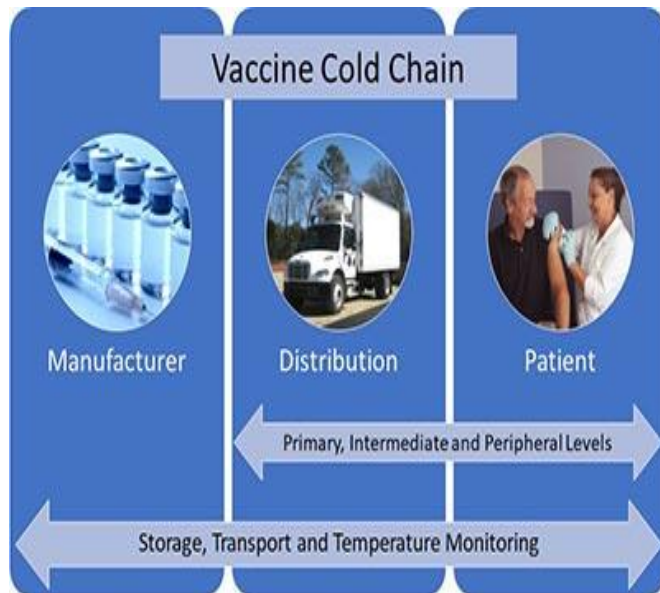 Vaccine Cold Chain
Manufacturer
Distribution
Patient
Primary, Intermediate and Peripheral Levels
Storage, Transport and Temperature Monitoring